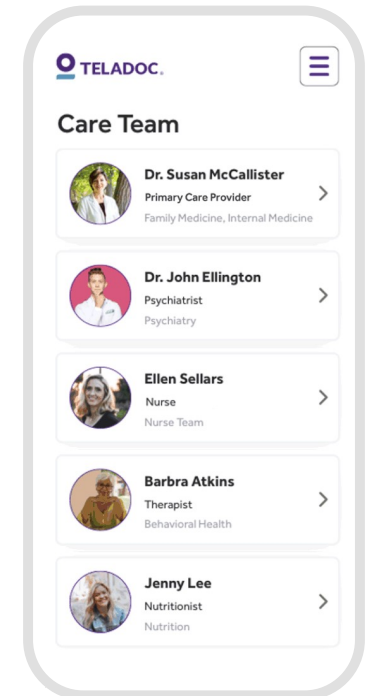 TELADOC.
Care Team
Dr. Susan McCallister
Primary Care Provider
Family Medicine, Internal Medicine
Dr. John Ellington
Psychiatrist
Psychiatry
Ellen Sellars
Nurse
Nurse Team
Barbra Atkins
Therapist
Behavioral Health
Jenny Lee
Nutritionist
Nutrition